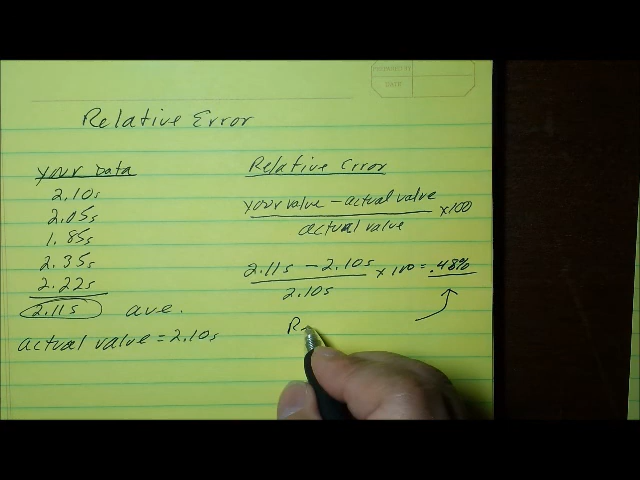 Relative Error
your data
2.10s
2.05s
1.85s
2.35s
2.22s
2.11s ave.
actual value = 2.10s
Relative Error
your value - actual value
actual value
x100
2.11s - 2.10s
2.10s
x 100 = .48%
R